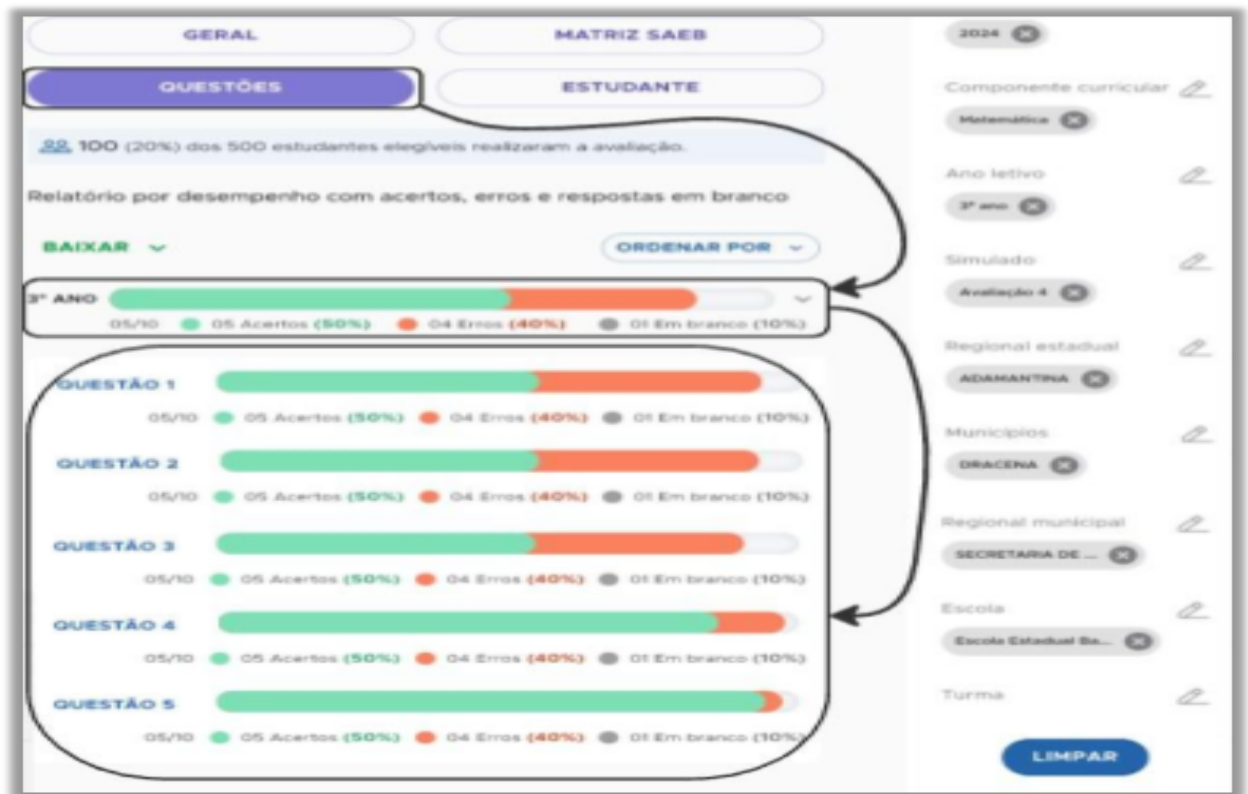 GERAL
MATRIZ SAEB
QUESTÕES
ESTUDANTE
100 (20%) dos 500 estudantes elegíveis realizaram a avaliação.
Relatório por desempenho com acertos, erros e respostas em branco
BAIXAR
ORDENAR POR
3º ANO
05/10 05 Acertos (50%) 04 Erros (40%) 01 Em branco (10%)
QUESTÃO 1
05/10 05 Acertos (50%) 04 Erros (40%) 01 Em branco (10%)
QUESTÃO 2
05/10 05 Acertos (50%) 04 Erros (40%) 01 Em branco (10%)
QUESTÃO 3
05/10 05 Acertos (50%) 04 Erros (40%) 01 Em branco (10%)
QUESTÃO 4
05/10 05 Acertos (50%) 04 Erros (40%) 01 Em branco (10%)
QUESTÃO 5
05/10 05 Acertos (50%) 04 Erros (40%) 01 Em branco (10%)
2024
Componente curricular
Matemática
Ano letivo
3º ano
Simulado
Avaliação 4
Regional estadual
ADAMANTINA
Municípios
DRACENA
Regional municipal
SECRETARIA DE ...
Escola
Escola Estadual Ba...
Turma
LIMPAR